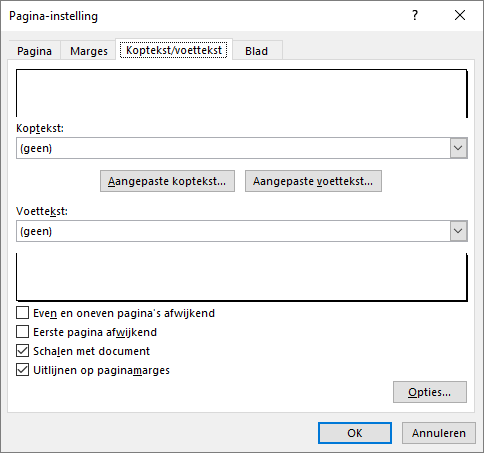 Pagina-instelling
Pagina Marges Koptekst/voettekst Blad
Koptekst:
(geen)
Aangepaste koptekst... Aangepaste voettekst...
Voettekst:
(geen)
Even en oneven pagina's afwijkend
Eerste pagina afwijkend
Schalen met document
Uitlijnen op paginamarges
Opties...
OK Annuleren